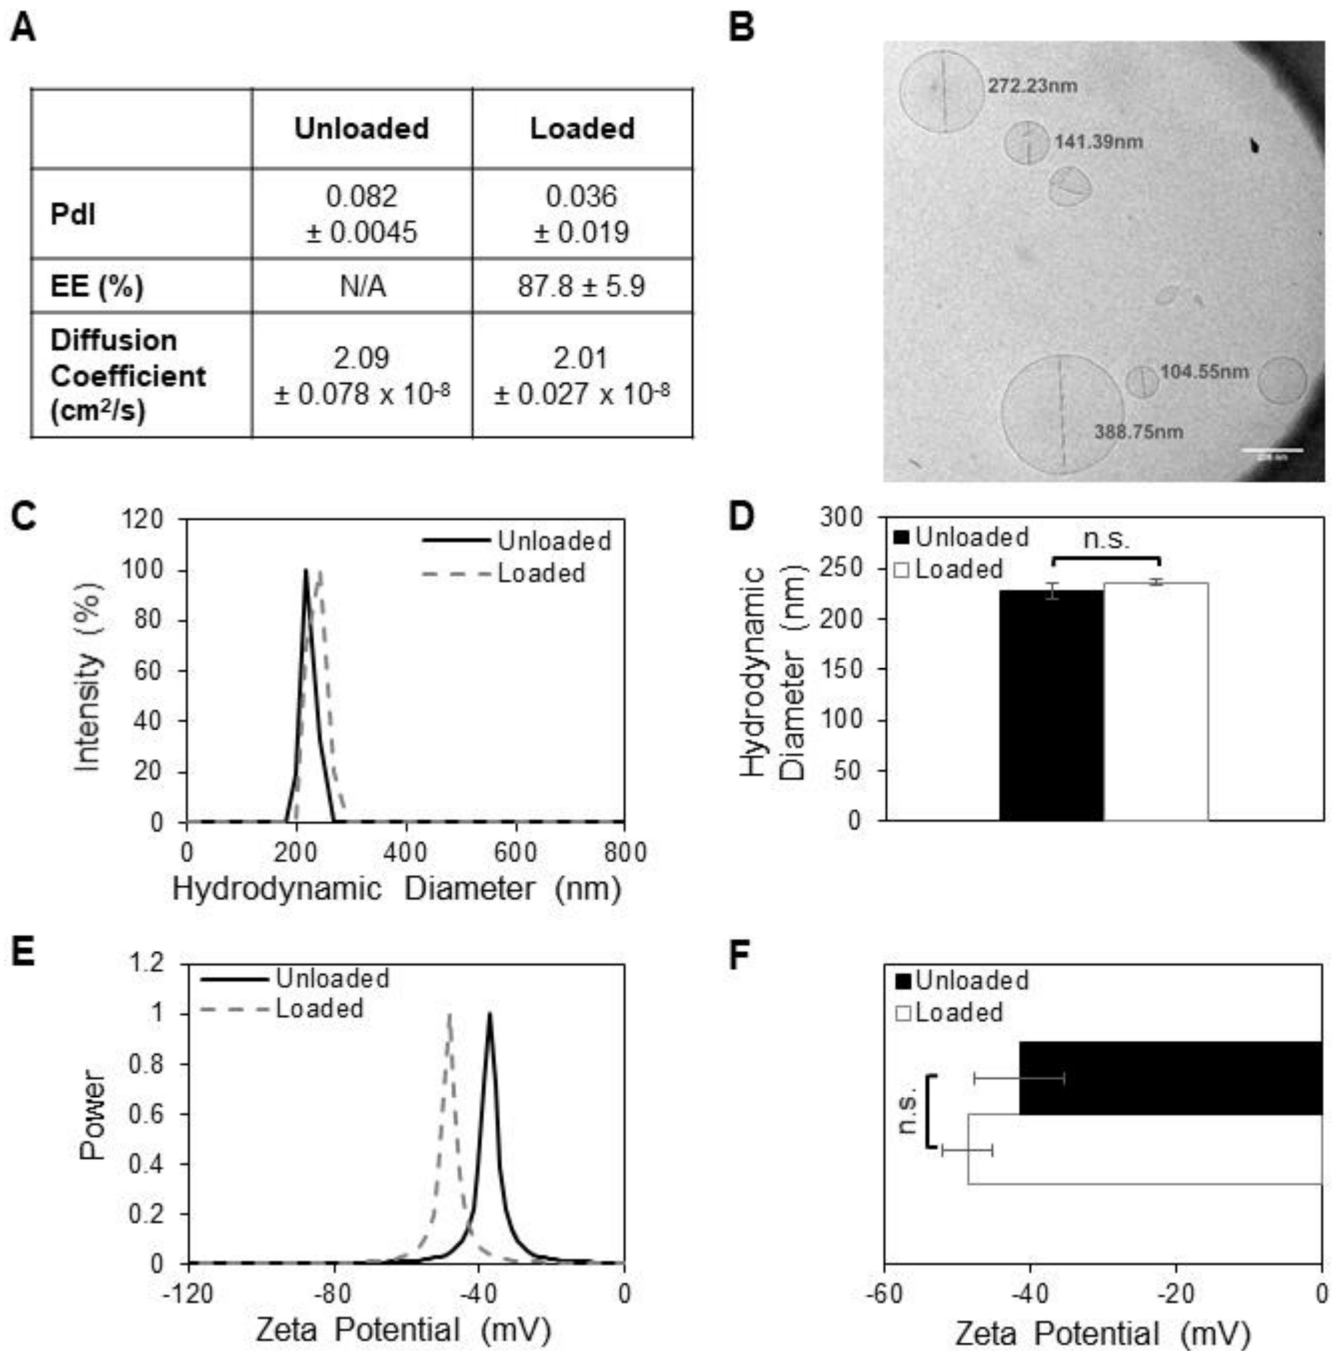 A
Unloaded Loaded
PdI 0.082 ± 0.0045 0.036 ± 0.019
EE (%) N/A 87.8 ± 5.9
Diffusion Coefficient (cm²/s) 2.09 ± 0.078 x 10⁻⁸ 2.01 ± 0.027 x 10⁻⁸
B
272.23nm
141.39nm
104.55nm
388.75nm
C
120
100
80
60
40
20
0
Intensity (%)
Unloaded
Loaded
0 200 400 600 800
Hydrodynamic Diameter (nm)
D
300
250
200
150
100
50
0
Hydrodynamic
Diameter (nm)
Unloaded
Loaded
n.s.
E
1.2
1
0.8
0.6
0.4
0.2
0
Power
Unloaded
Loaded
-120 -80 -40 0
Zeta Potential (mV)
F
Unloaded
Loaded
n.s.
-60 -40 -20 0
Zeta Potential (mV)